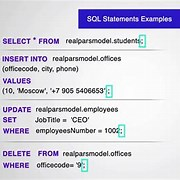 SQL Statements Examples
SELECT * FROM realparsmodel.students;
INSERT INTO realparsmodel.offices
(officecode, city, phone)
VALUES
(10, 'Moscow', '+7 905 5406653');
UPDATE realparsmodel.employees
SET JobTitle = 'CEO'
WHERE employeesNumber = 1002;
DELETE FROM realparsmodel.offices
WHERE officecode= '9';